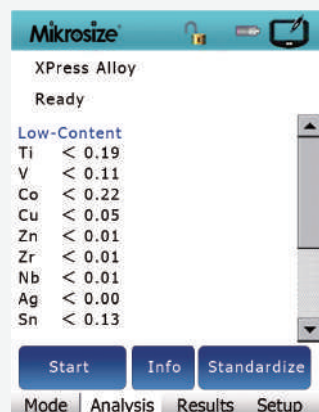 Mikrosize
XPress Alloy
Ready
Low-Content
Ti < 0.19
V < 0.11
Co < 0.22
Cu < 0.05
Zn < 0.01
Zr < 0.01
Nb < 0.01
Ag < 0.00
Sn < 0.13
Start Info Standardize
Mode Analysis Results Setup